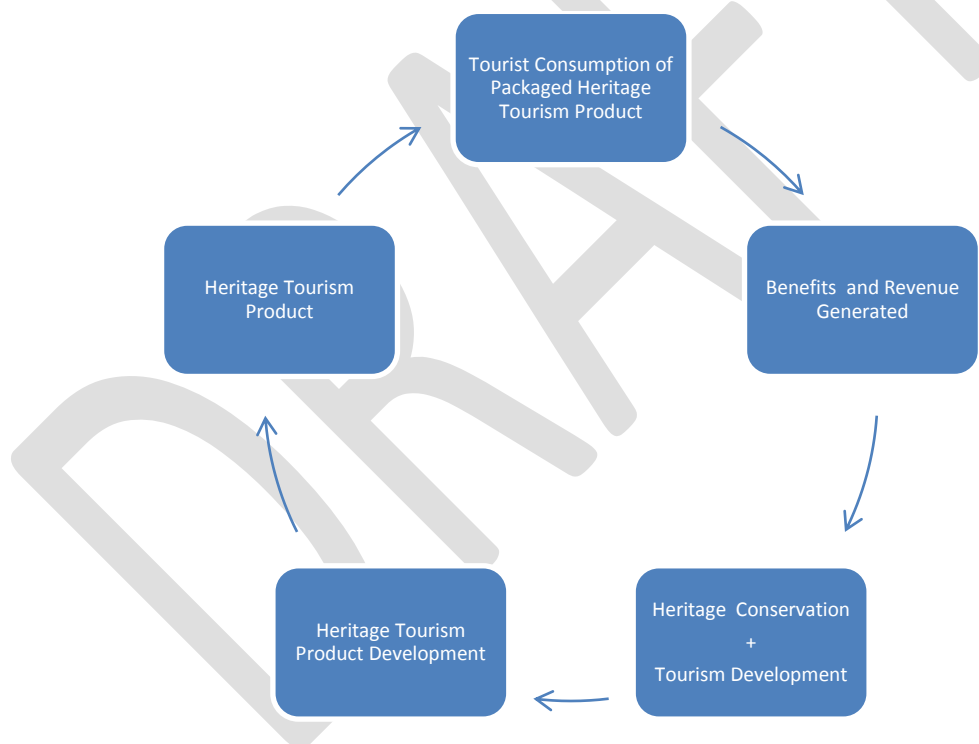 Tourist Consumption of
Packaged Heritage
Tourism Product
Heritage Tourism
Product
Benefits and Revenue
Generated
Heritage Tourism
Product Development
Heritage Conservation
+
Tourism Development
DRAFT